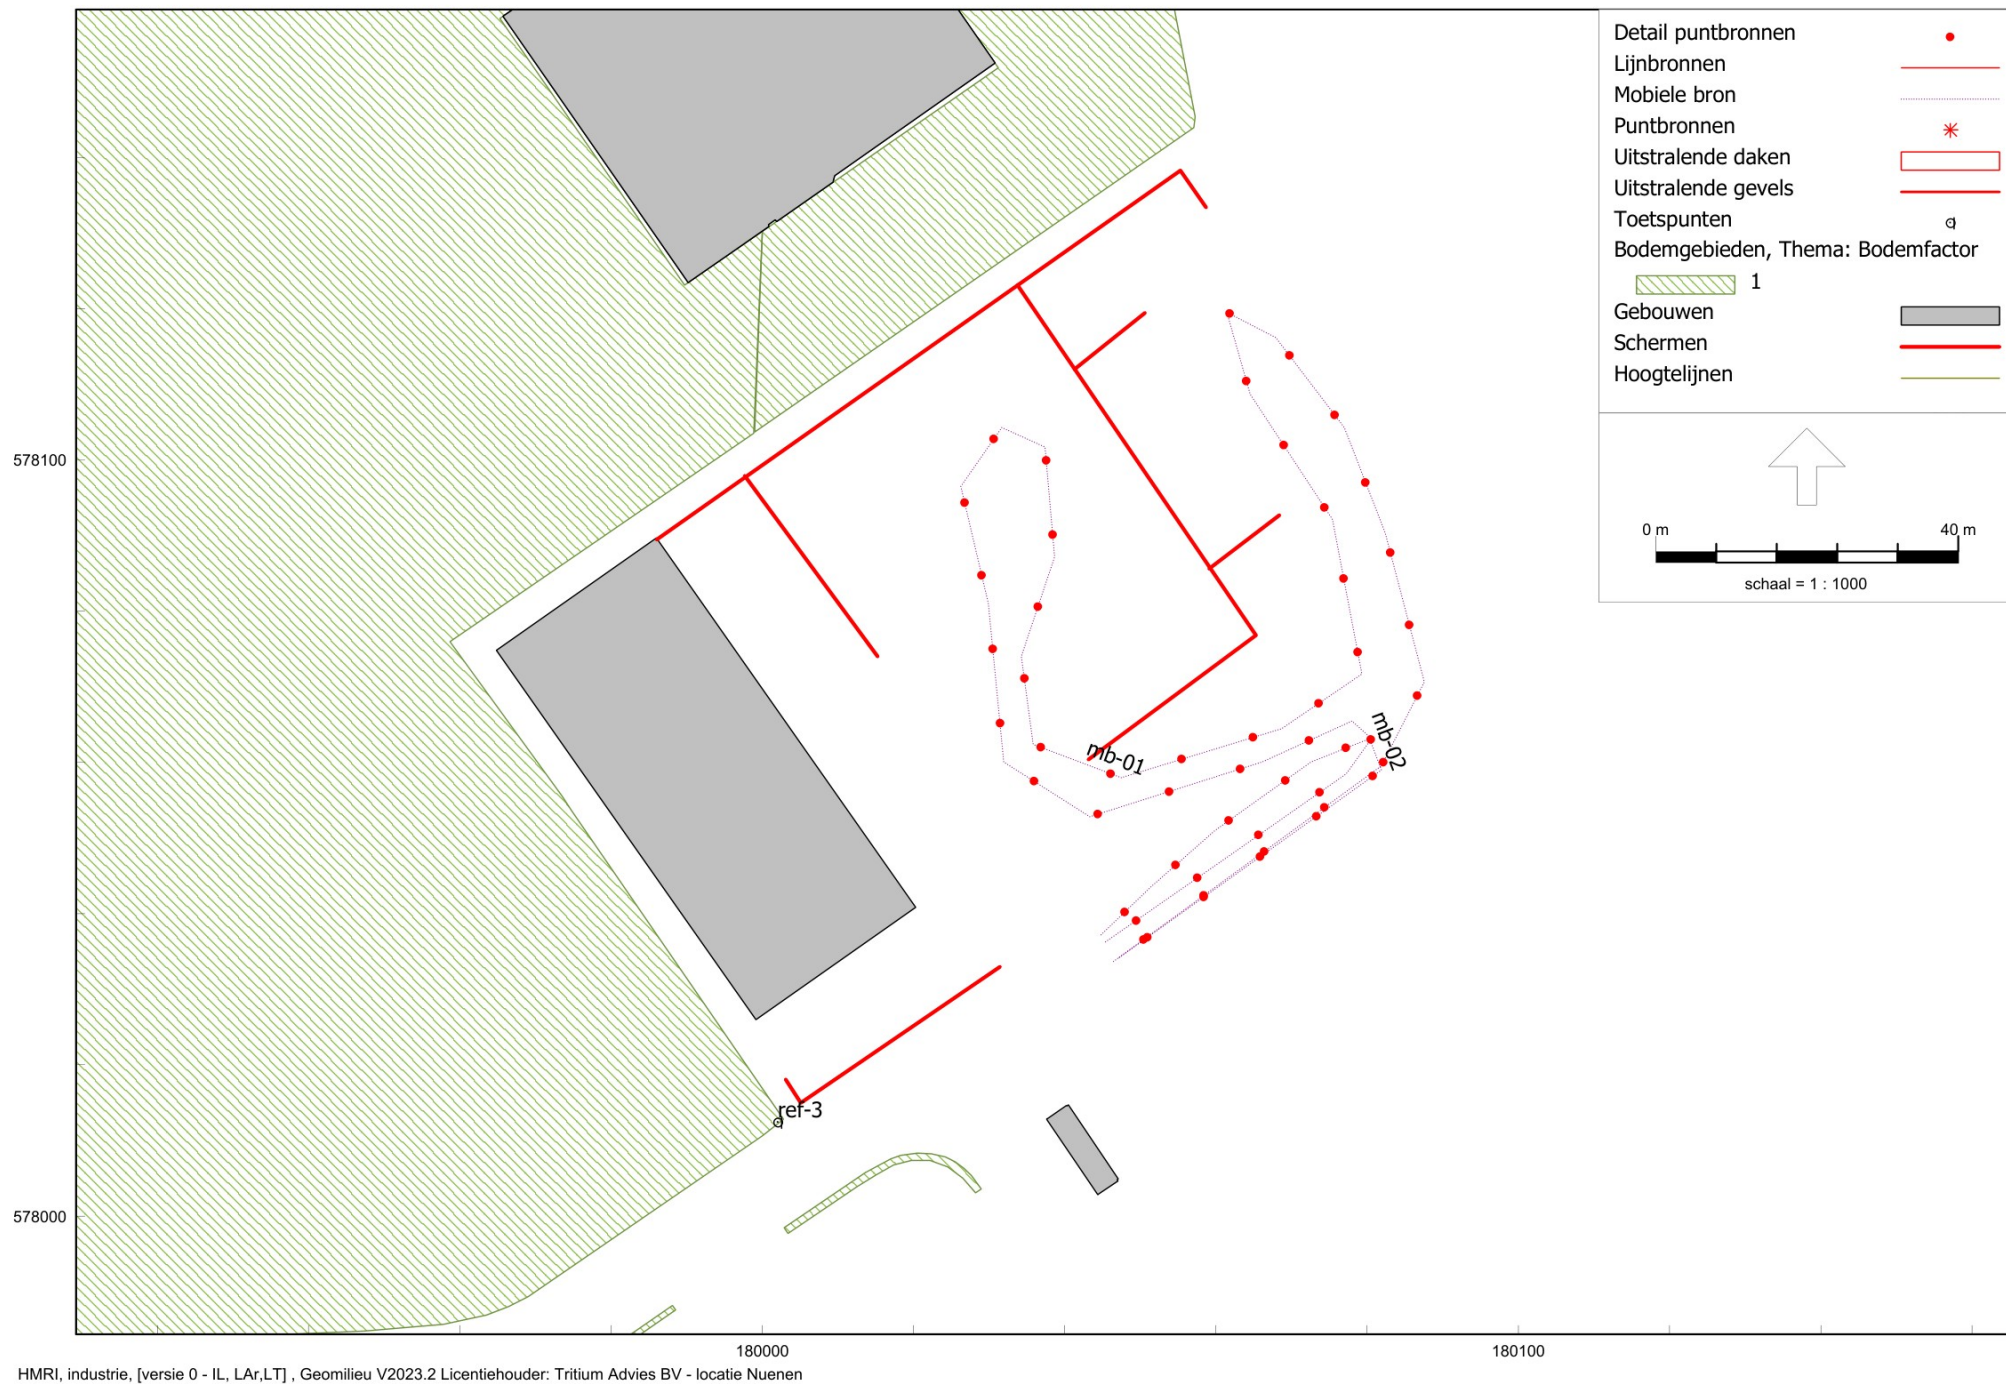 Detail puntbronnen
Lijnbronnen
Mobiele bron
Puntbronnen
Uitstralende daken
Uitstralende gevels
Toetspunten
Bodemgebieden, Thema: Bodemfactor
1
Gebouwen
Schermen
Hoogtelijnen
0 m 40 m
schaal = 1 : 1000
578100
mb-01
mb-02
ref-3
578000
180000 180100
HMRI, industrie, [versie 0 - IL, LAr,LT] , Geomilieu V2023.2 Licentiehouder: Tritium Advies BV - locatie Nuenen